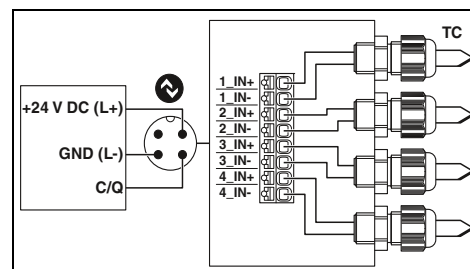 TC
+24 V DC (L+)
GND (L-)
C/Q
1_IN+
1_IN-
2_IN+
2_IN-
3_IN+
3_IN-
4_IN+
4_IN-